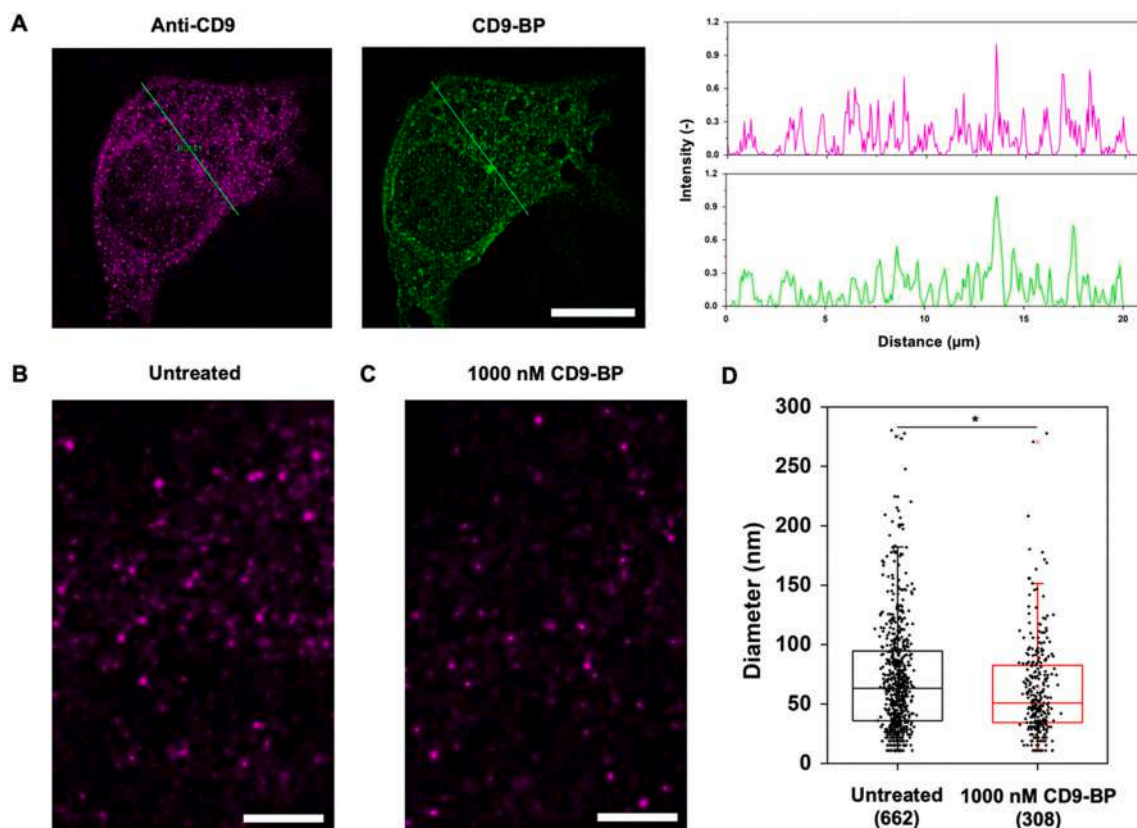 A
Anti-CD9
CD9-BP
Intensity (-)
1.2
0.9
0.6
0.3
0.0
1.2
0.9
0.6
0.3
0.0
0 5 10 15 20
Distance (µm)
B
Untreated
C
1000 nM CD9-BP
D
*
Diameter (nm)
300
250
200
150
100
50
0
Untreated 1000 nM CD9-BP
(662) (308)